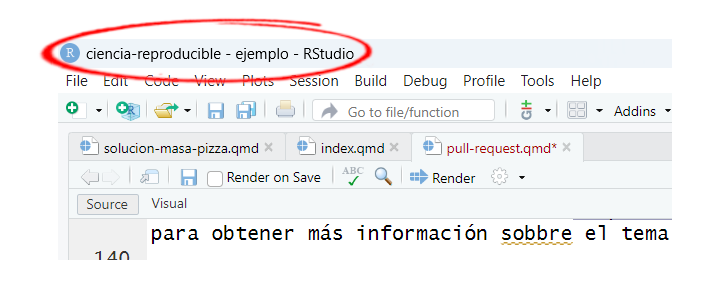 R ciencia-reproducible - ejemplo - RStudio
File Edit Code View Plots Session Build Debug Profile Tools Help
R Go to file/function Addins
solucion-masa-pizza.qmd index.qmd pull-request.qmd*
Render on Save ABC Render
Source Visual
para obtener más información sobbre el tema
140